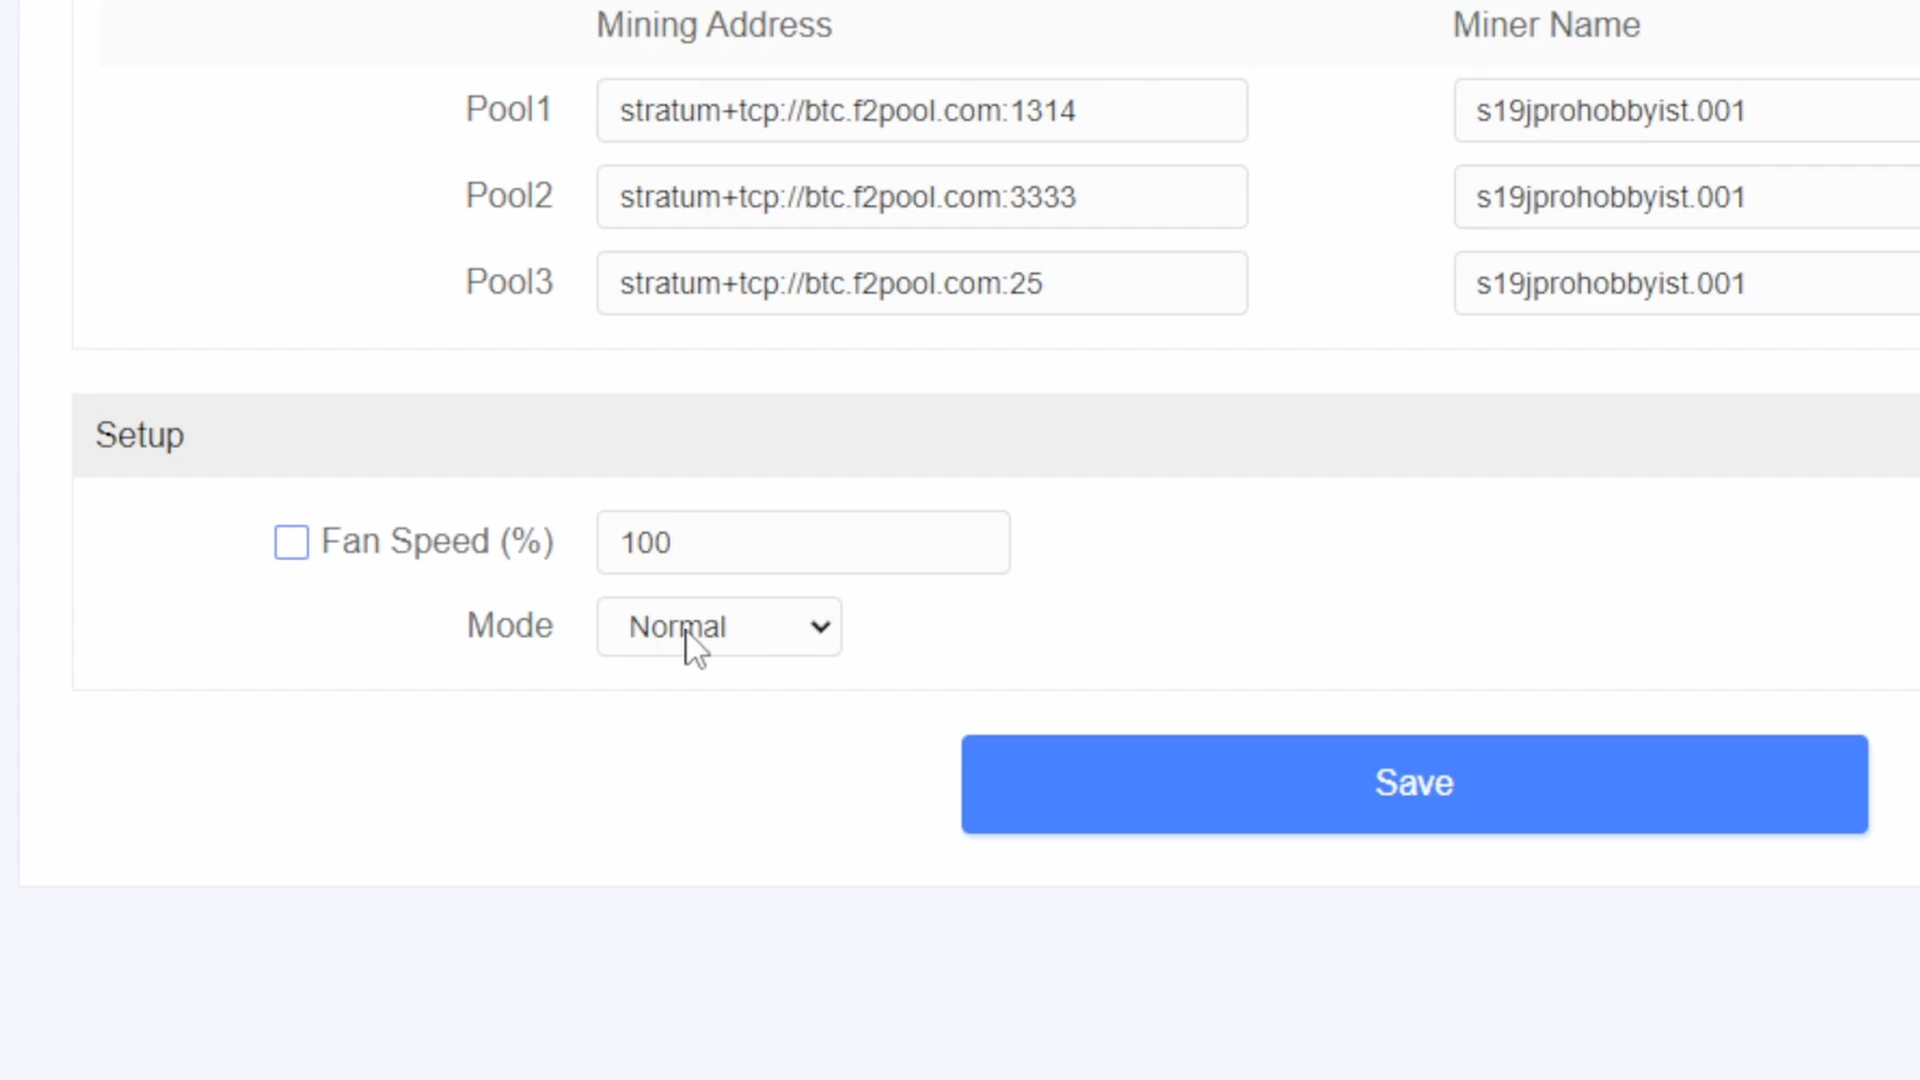 Mining Address Miner Name
Pool1 stratum+tcp://btc.f2pool.com:1314 s19jprohobbyist.001
Pool2 stratum+tcp://btc.f2pool.com:3333 s19jprohobbyist.001
Pool3 stratum+tcp://btc.f2pool.com:25 s19jprohobbyist.001
Setup
Fan Speed (%) 100
Mode Normal
Save